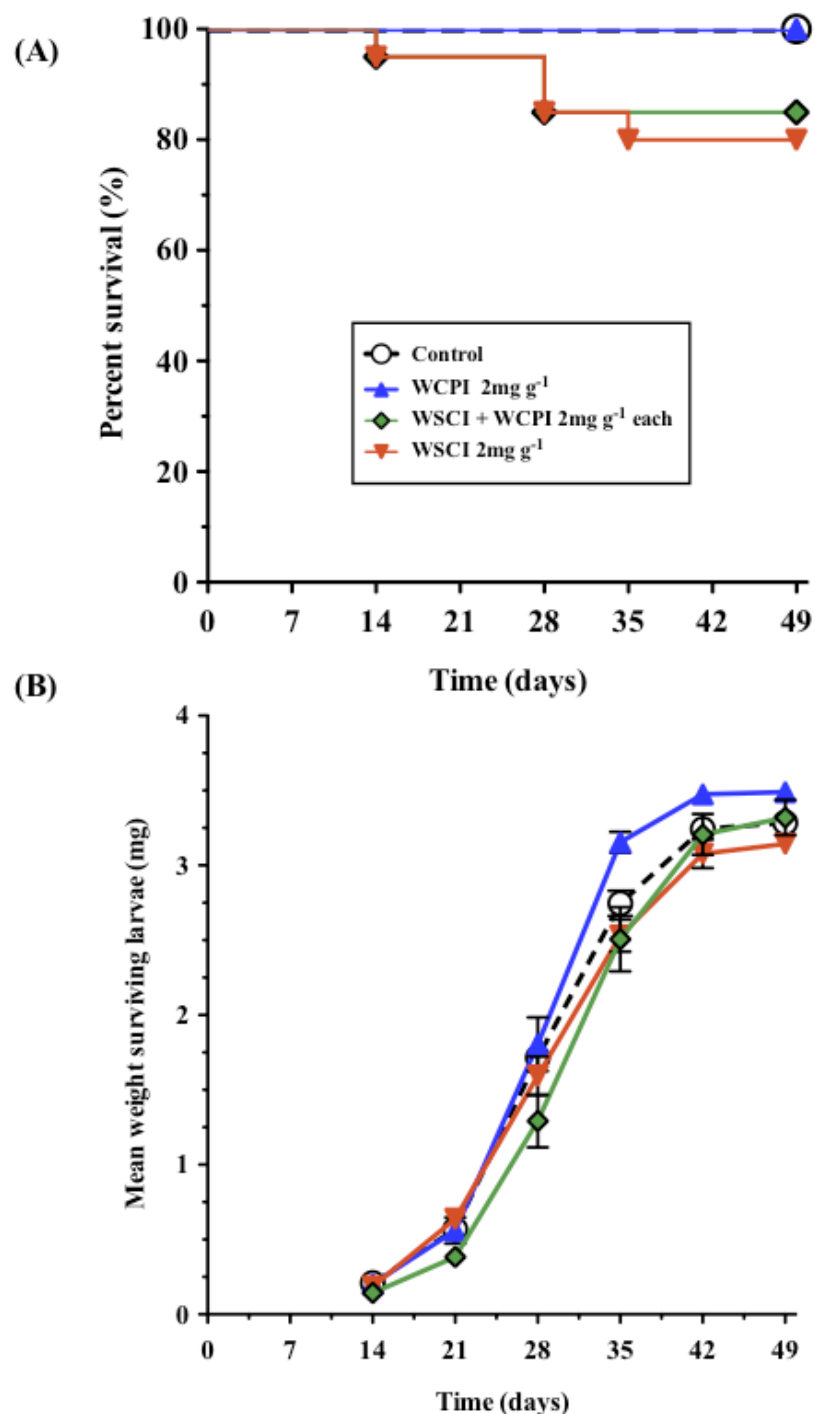 (A)
Percent survival (%)
100
80
60
40
20
0
Control
WCPI 2mg g-1
WSCI + WCPI 2mg g-1 each
WSCI 2mg g-1
0 7 14 21 28 35 42 49
Time (days)
(B)
Mean weight surviving larvae (mg)
4
3
2
1
0
0 7 14 21 28 35 42 49
Time (days)